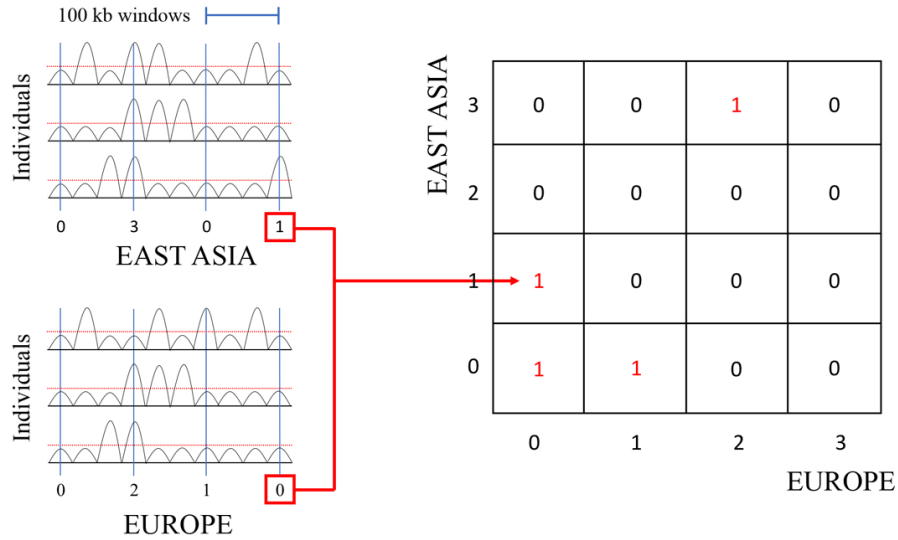 100 kb windows
Individuals
0 3 0 1
EAST ASIA
Individuals
0 2 1 0
EUROPE
EAST ASIA
3 0 0 1 0
2 0 0 0 0
1 1 0 0 0
0 1 1 0 0
0 1 2 3
EUROPE